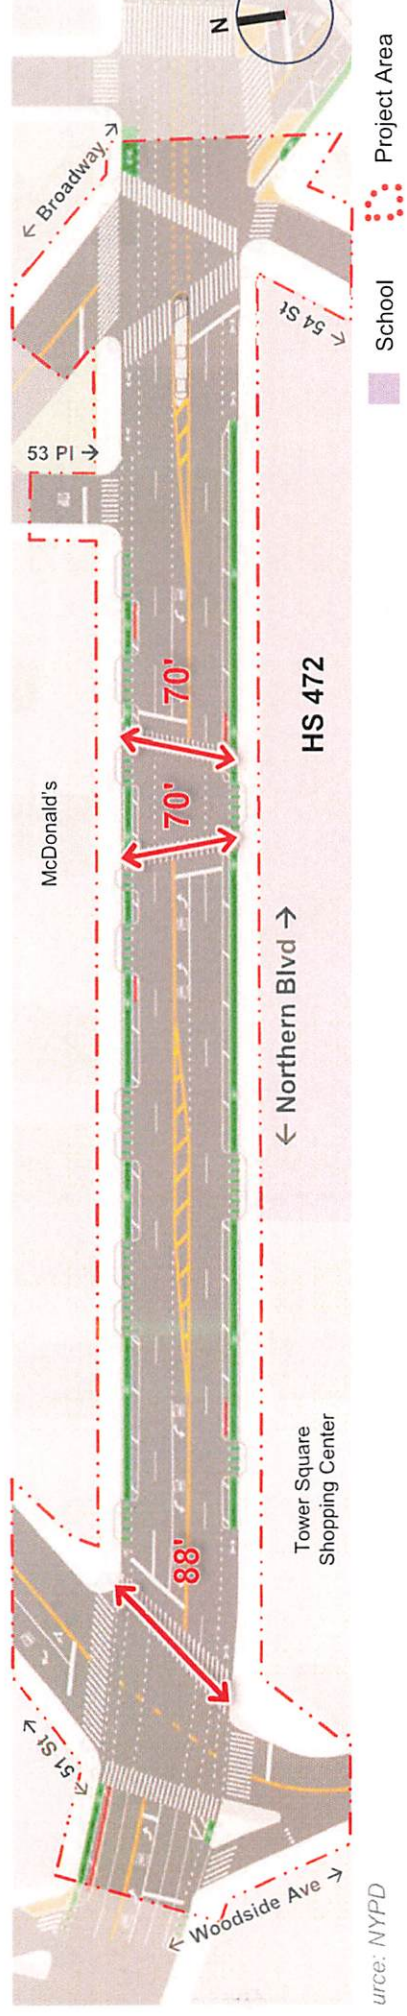 N
← Broadway →
53 Pl →
McDonald's
70'
70'
88'
51 St
← Northern Blvd →
HS 472
54 St
Tower Square
Shopping Center
← Woodside Ave →
School
Project Area
urce: NYPD